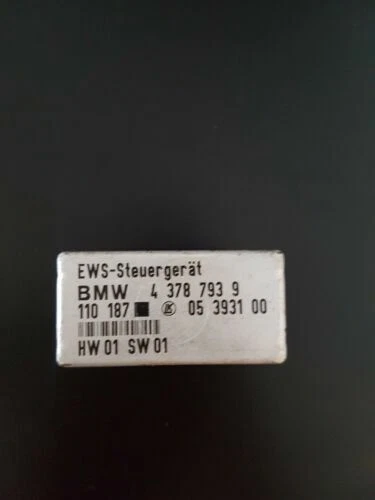 EWS-Steuergerät
BMW 4 378 793 9
110 187 05 3931 00
HW 01 SW 01